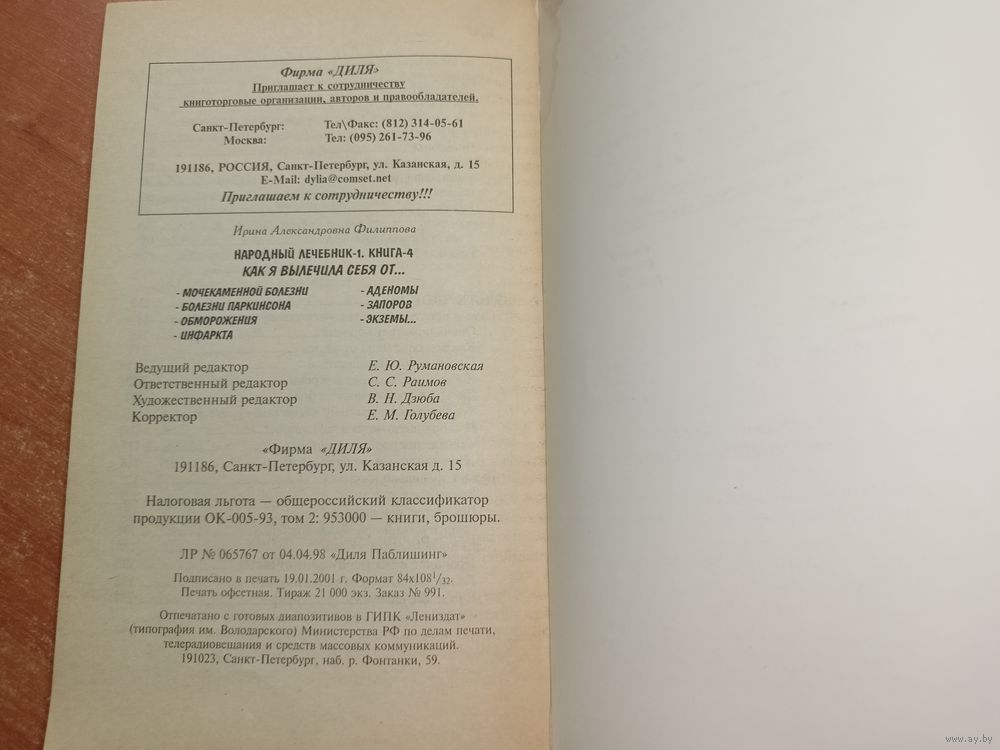 Фирма «ДИЛЯ»
Приглашает к сотрудничеству
книготорговые организации, авторов и правообладателей.
Санкт-Петербург: Тел\Факс: (812) 314-05-61
Москва: Тел: (095) 261-73-96
191186, РОССИЯ, Санкт-Петербург, ул. Казанская, д. 15
E-Mail: dylia@comset.net
Приглашаем к сотрудничеству!!!
Ирина Александровна Филиппова
НАРОДНЫЙ ЛЕЧЕБНИК-1. КНИГА-4
КАК Я ВЫЛЕЧИЛА СЕБЯ ОТ...
- МОЧЕКАМЕННОЙ БОЛЕЗНИ - АДЕНОМЫ
- БОЛЕЗНИ ПАРКИНСОНА - ЗАПОРОВ
- ОБМОРОЖЕНИЯ - ЭКЗЕМЫ...
- ИНФАРКТА
Ведущий редактор Е. Ю. Румановская
Ответственный редактор С. С. Раимов
Художественный редактор В. Н. Дзюба
Корректор Е. М. Голубева
«Фирма «ДИЛЯ»
191186, Санкт-Петербург, ул. Казанская д. 15
Налоговая льгота — общероссийский классификатор
продукции ОК-005-93, том 2: 953000 — книги, брошюры.
ЛР № 065767 от 04.04.98 «Диля Паблишинг»
Подписано в печать 19.01.2001 г. Формат 84х108 1/32.
Печать офсетная. Тираж 21 000 экз. Заказ № 991.
Отпечатано с готовых диапозитивов в ГИПК «Лениздат»
(типография им. Володарского) Министерства РФ по делам печати,
телерадиовещания и средств массовых коммуникаций.
191023, Санкт-Петербург, наб. р. Фонтанки, 59.
www.ay.by